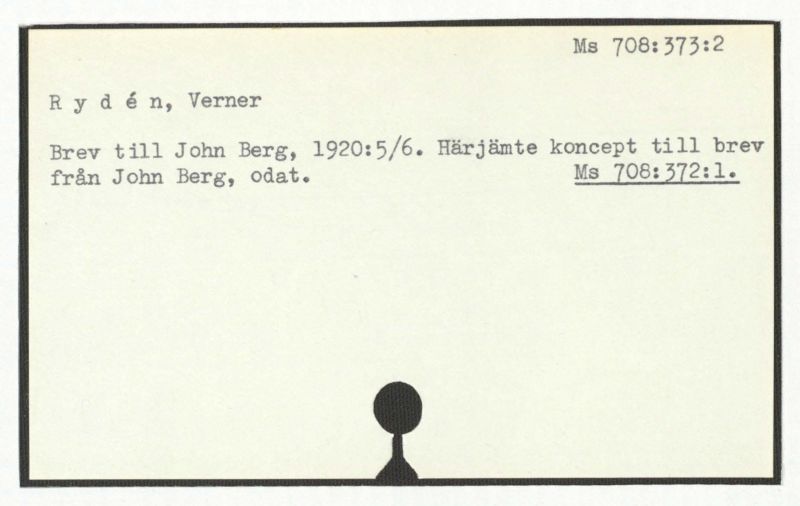 Ms 708:373:2
R y d é n, Verner
Brev till John Berg, 1920:5/6. Härjämte koncept till brev
från John Berg, odat. Ms 708:372:1.